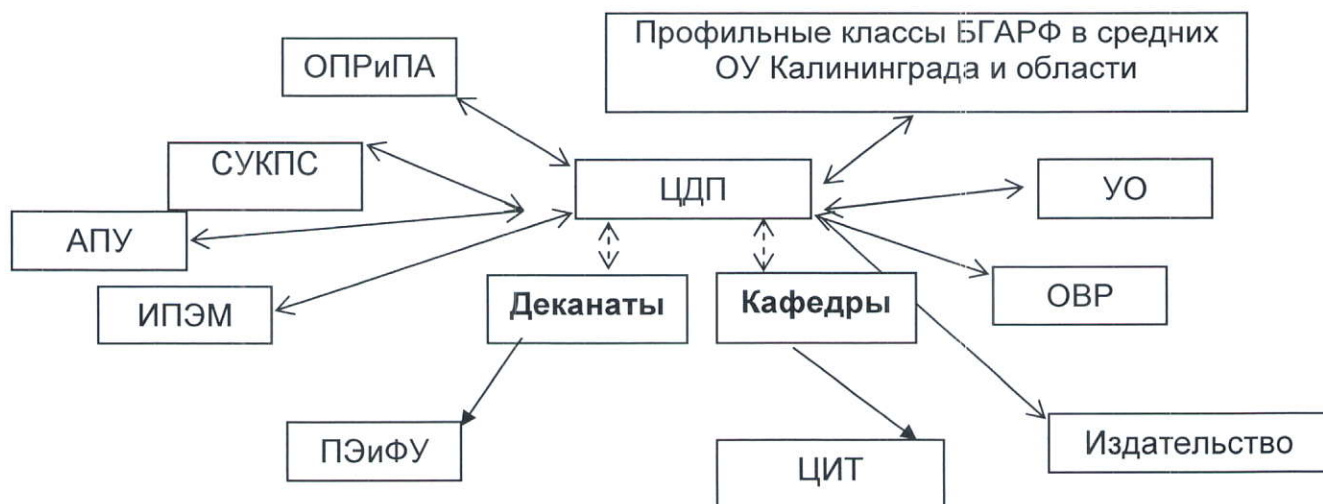 Профильные классы БГАРФ в средних
ОУ Калининграда и области
ОПРиПА
СУКПС
ЦДП
УО
АПУ
ИПЭМ
Деканаты
Кафедры
ОВР
ПЭиФУ
ЦИТ
Издательство